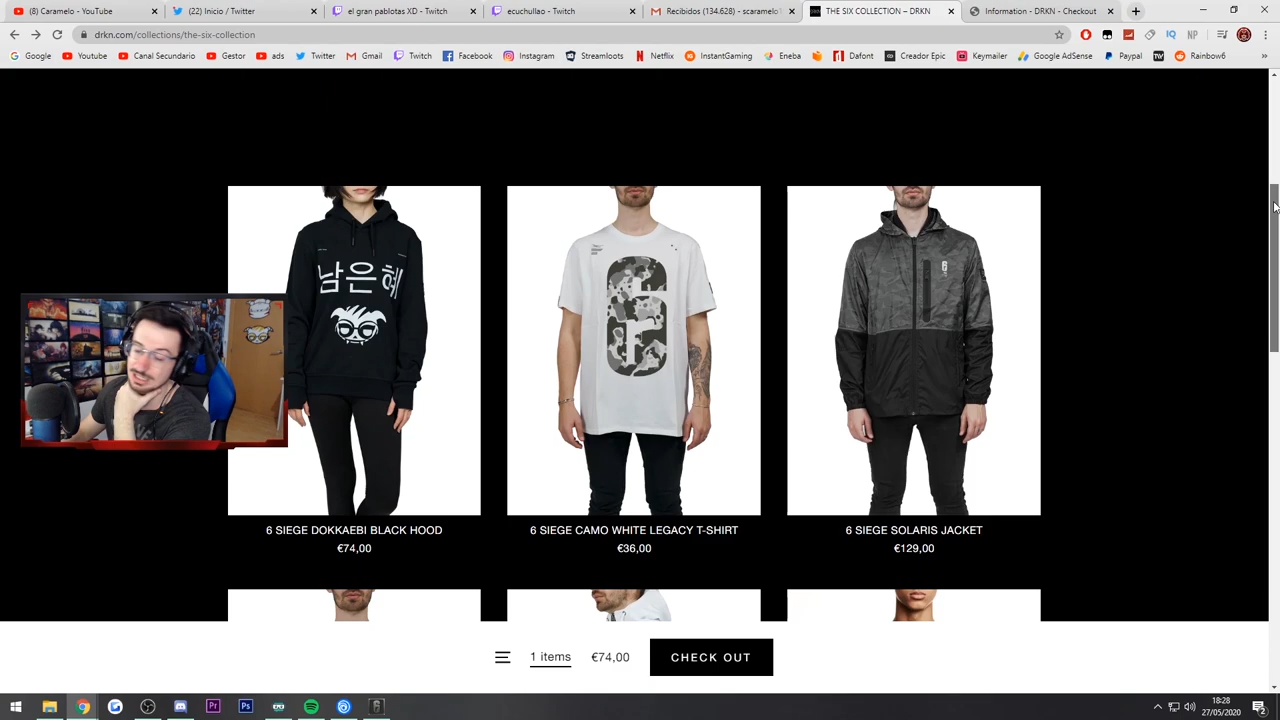 (8) Caramelo - YouTube
(22) Inicio / Twitter
el gran pablotas XD - Twitch
ecuchullao - Twitch
Recibidos (134.628) - scaramelo
THE SIX COLLECTION – DRKN
Information - DRKN - Checkout
drkn.com/collections/the-six-collection
Google
Youtube
Canal Secundario
Gestor
ads
Twitter
Gmail
Twitch
Facebook
Instagram
Streamloots
Netflix
InstantGaming
Eneba
Dafont
Creador Epic
Keymailer
Google AdSense
Paypal
Rainbow6
남은혜
6
6 SIEGE DOKKAEBI BLACK HOOD
€74,00
6 SIEGE CAMO WHITE LEGACY T-SHIRT
€36,00
6 SIEGE SOLARIS JACKET
€129,00
1 items
€74,00
CHECK OUT
18:28
27/05/2020